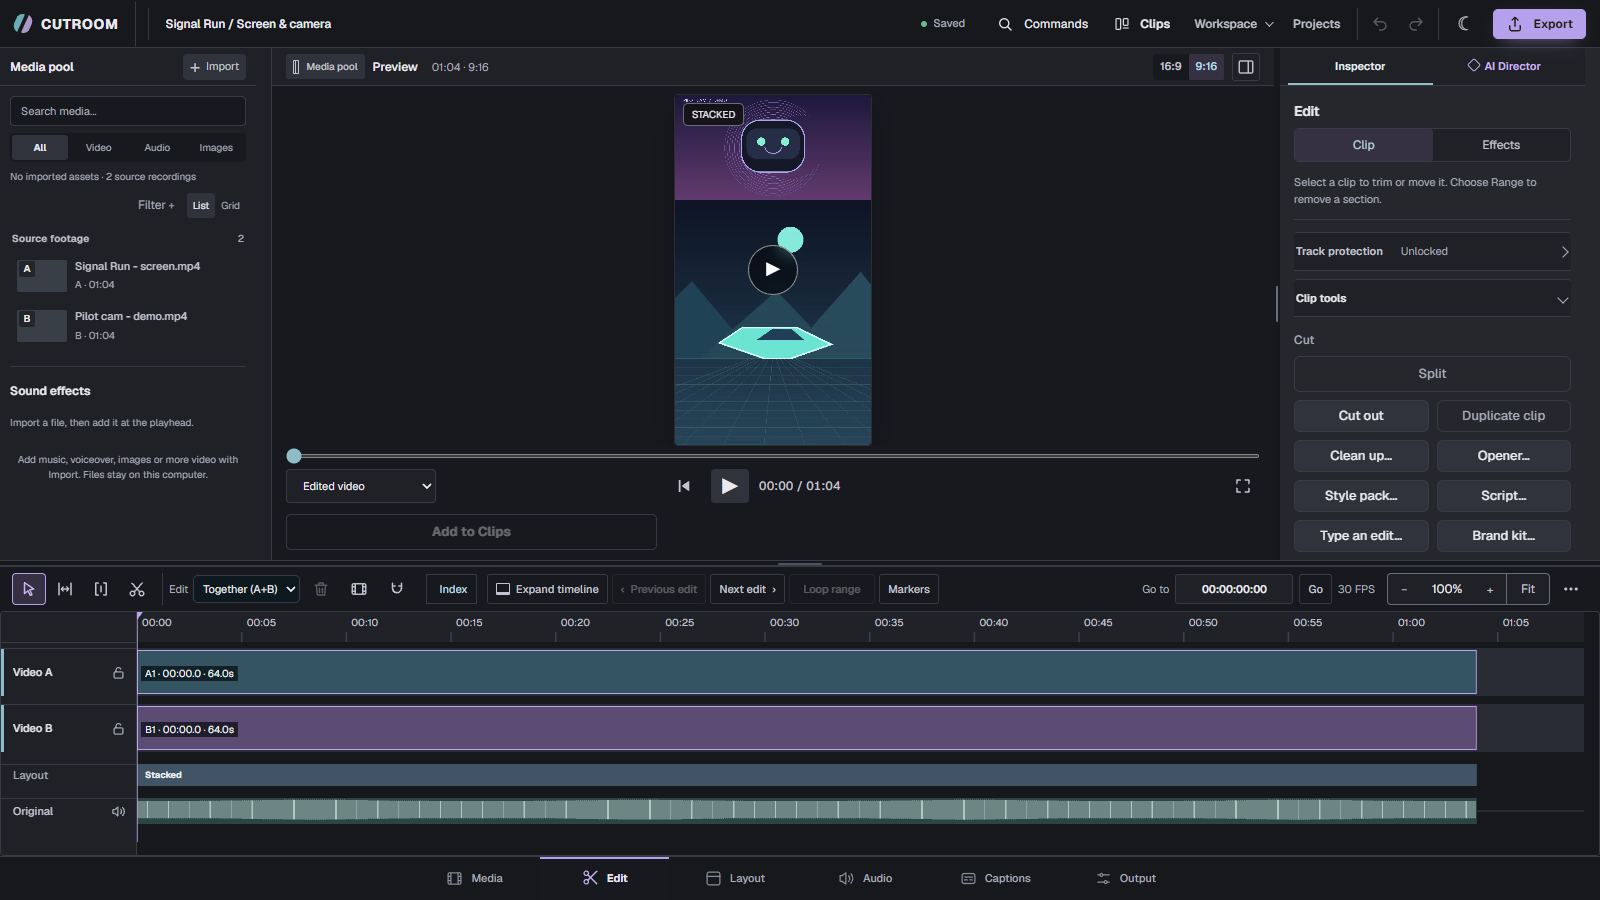 CUTROOM
Signal Run / Screen & camera
Saved
Commands
Clips
Workspace
Projects
Export
Media pool
+ Import
Search media...
All
Video
Audio
Images
No imported assets · 2 source recordings
Filter +
List
Grid
Source footage
2
A
Signal Run - screen.mp4
A · 01:04
B
Pilot cam - demo.mp4
B · 01:04
Sound effects
Import a file, then add it at the playhead.
Add music, voiceover, images or more video with
Import. Files stay on this computer.
Media pool
Preview
01:04 · 9:16
16:9
9:16
STACKED
Edited video
00:00 / 01:04
Add to Clips
Inspector
AI Director
Edit
Clip
Effects
Select a clip to trim or move it. Choose Range to
remove a section.
Track protection
Unlocked
Clip tools
Cut
Split
Cut out
Duplicate clip
Clean up...
Opener...
Style pack...
Script...
Type an edit...
Brand kit...
Edit
Together (A+B)
Index
Expand timeline
‹ Previous edit
Next edit ›
Loop range
Markers
Go to
00:00:00:00
Go
30 FPS
− 100% +
Fit
00:00
00:05
00:10
00:15
00:20
00:25
00:30
00:35
00:40
00:45
00:50
00:55
01:00
01:05
Video A
A1 · 00:00.0 · 64.0s
Video B
B1 · 00:00.0 · 64.0s
Layout
Stacked
Original
Media
Edit
Layout
Audio
Captions
Output